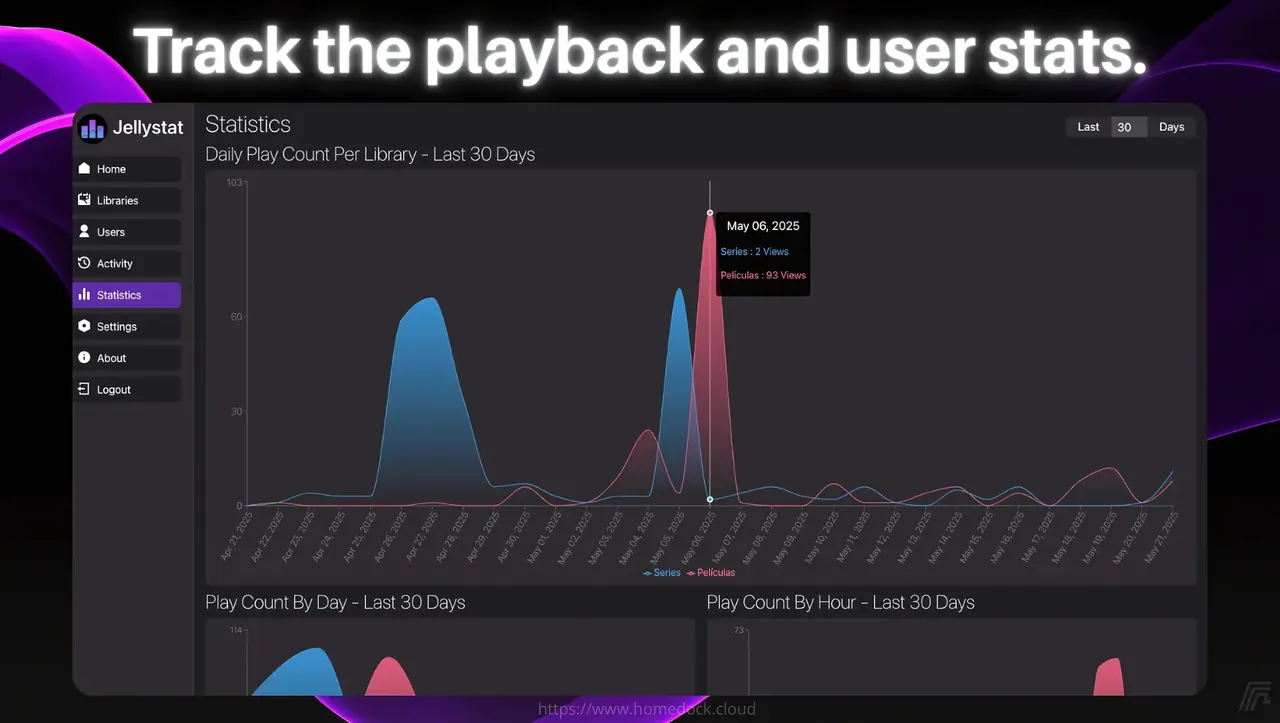 Track the playback and user stats.
Jellystat
Home
Libraries
Users
Activity
Statistics
Settings
About
Logout
Statistics
Last 30 Days
Daily Play Count Per Library - Last 30 Days
103
60
30
0
May 06, 2025
Series : 2 Views
Películas : 93 Views
Apr 21, 2025
Apr 22, 2025
Apr 23, 2025
Apr 24, 2025
Apr 25, 2025
Apr 26, 2025
Apr 27, 2025
Apr 28, 2025
Apr 29, 2025
Apr 30, 2025
May 01, 2025
May 02, 2025
May 03, 2025
May 04, 2025
May 05, 2025
May 06, 2025
May 07, 2025
May 08, 2025
May 09, 2025
May 10, 2025
May 11, 2025
May 12, 2025
May 13, 2025
May 14, 2025
May 15, 2025
May 16, 2025
May 17, 2025
May 18, 2025
May 19, 2025
May 20, 2025
May 21, 2025
Series Películas
Play Count By Day - Last 30 Days
114
Play Count By Hour - Last 30 Days
73
https://www.homedock.cloud